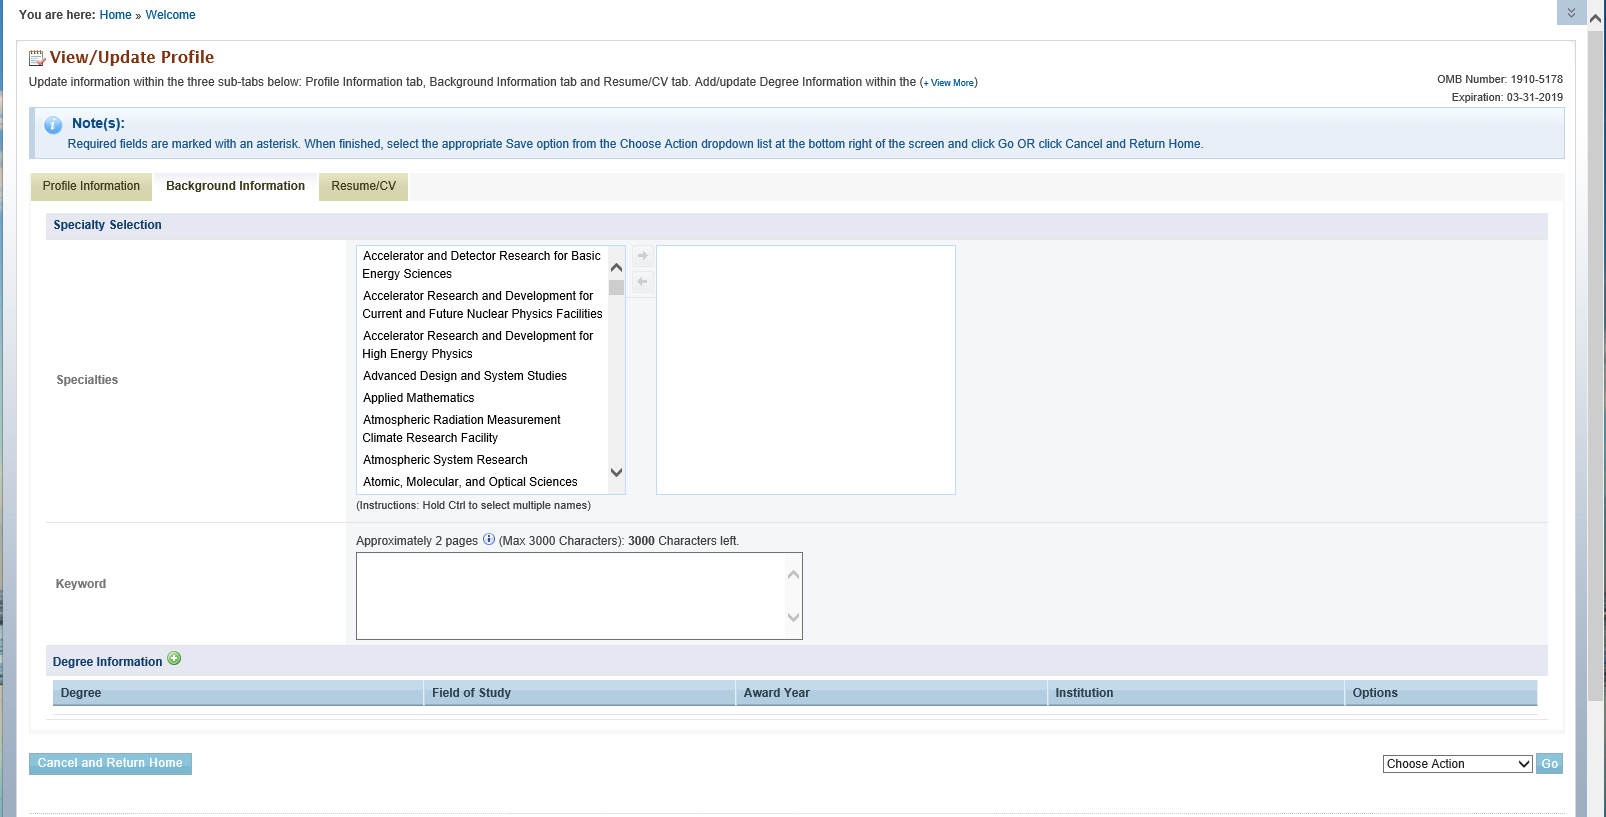 You are here: Home » Welcome
View/Update Profile
Update information within the three sub-tabs below: Profile Information tab, Background Information tab and Resume/CV tab. Add/update Degree Information within the (+ View More)
OMB Number: 1910-5178
Expiration: 03-31-2019
Note(s):
Required fields are marked with an asterisk. When finished, select the appropriate Save option from the Choose Action dropdown list at the bottom right of the screen and click Go OR click Cancel and Return Home.
Profile Information
Background Information
Resume/CV
Specialty Selection
Specialties
Accelerator and Detector Research for Basic
Energy Sciences
Accelerator Research and Development for
Current and Future Nuclear Physics Facilities
Accelerator Research and Development for
High Energy Physics
Advanced Design and System Studies
Applied Mathematics
Atmospheric Radiation Measurement
Climate Research Facility
Atmospheric System Research
Atomic, Molecular, and Optical Sciences
(Instructions: Hold Ctrl to select multiple names)
Approximately 2 pages (Max 3000 Characters): 3000 Characters left.
Keyword
Degree Information
Degree
Field of Study
Award Year
Institution
Options
Cancel and Return Home
Choose Action
Go